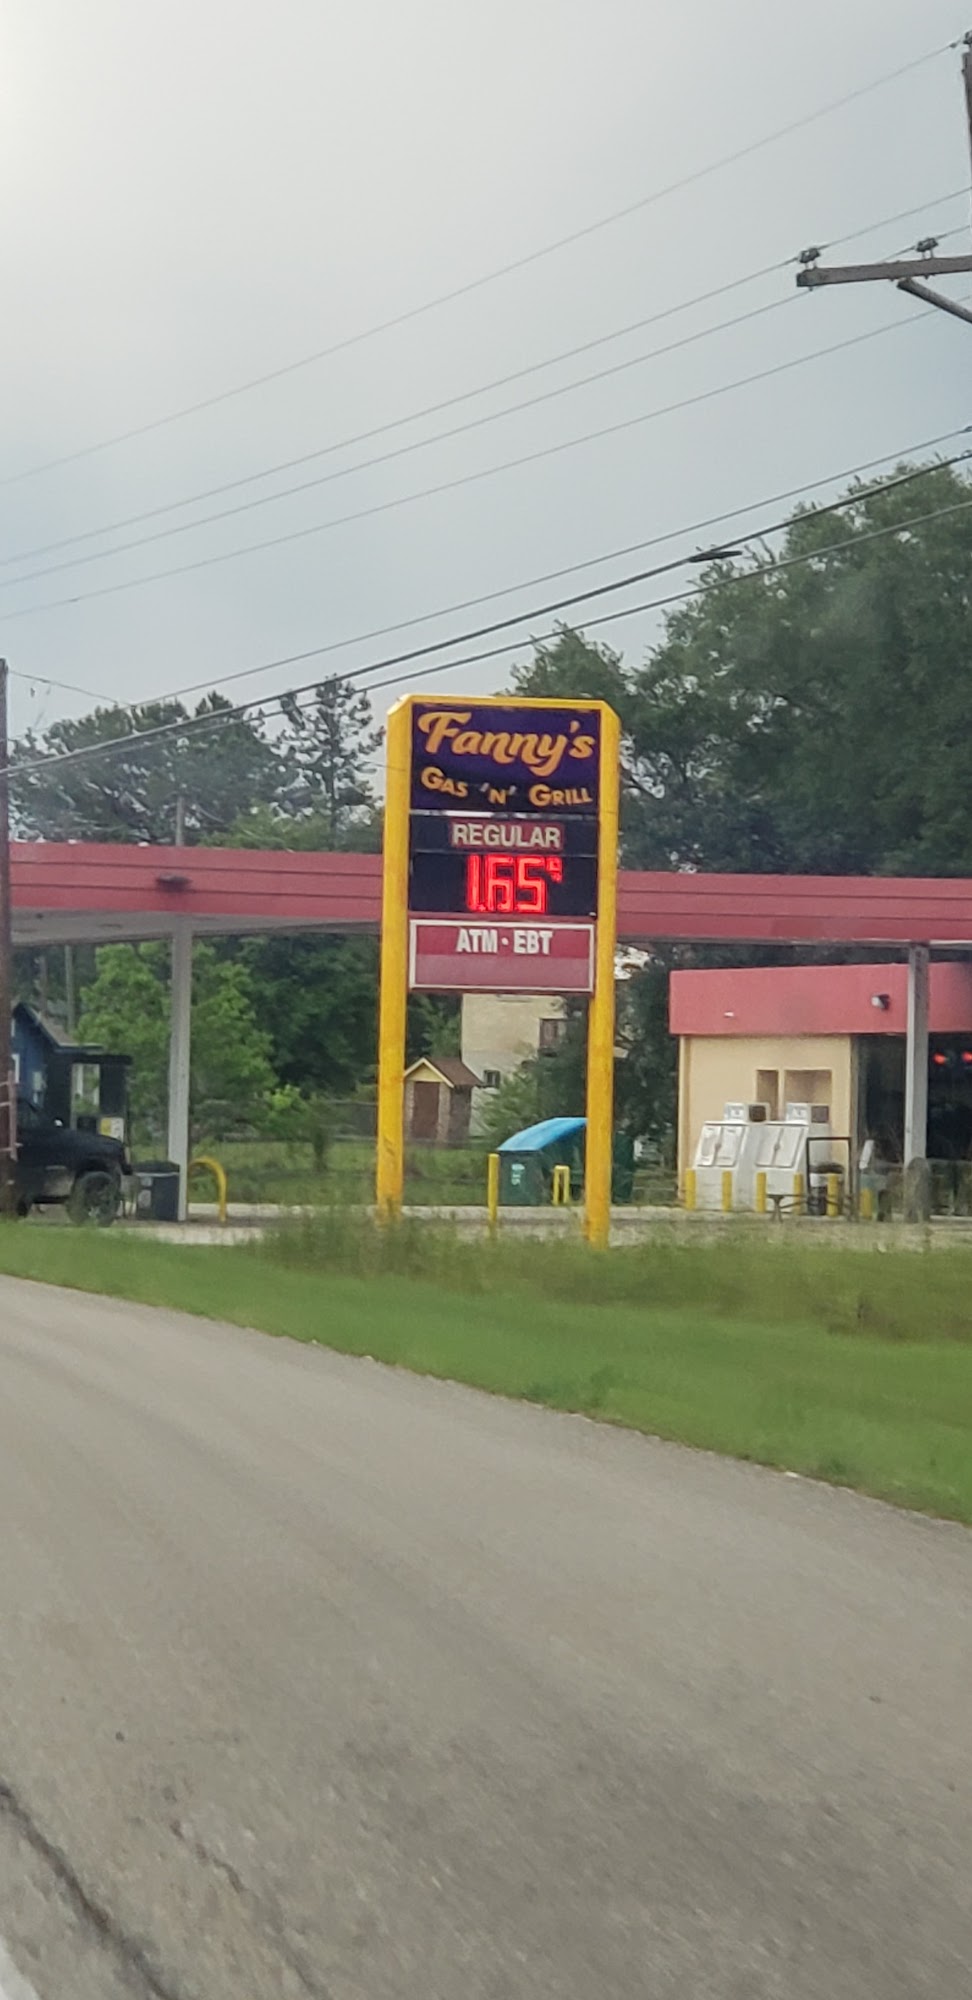 Fanny's
GAS 'N' GRILL
REGULAR
1.65⁹
ATM · EBT